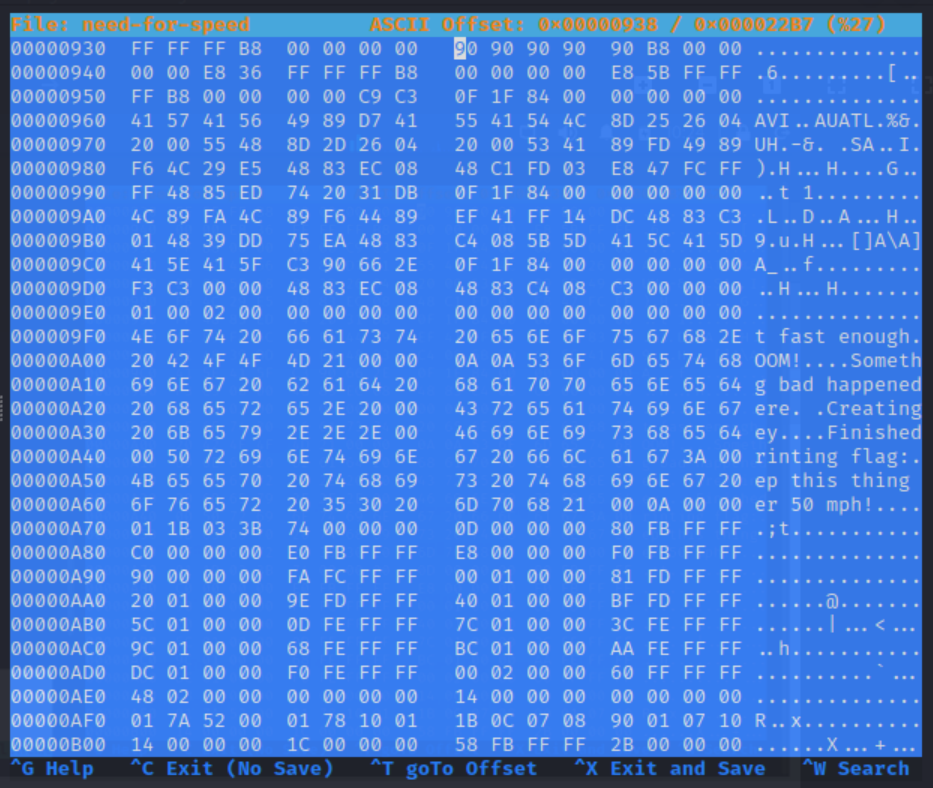 File: need-for-speed ASCII Offset: 0×00000938 / 0×000022B7 (%27)
00000930 FF FF FF B8 00 00 00 00 90 90 90 90 90 B8 00 00 ...............
00000940 00 00 E8 36 FF FF FF B8 00 00 00 00 E8 5B FF FF .6.........[..
00000950 FF B8 00 00 00 00 C9 C3 0F 1F 84 00 00 00 00 00 ..............
00000960 41 57 41 56 49 89 D7 41 55 41 54 4C 8D 25 26 04 AVI..AUATL.%&.
00000970 20 00 55 48 8D 2D 26 04 20 00 53 41 89 FD 49 89 UH.-&. .SA..I.
00000980 F6 4C 29 E5 48 83 EC 08 48 C1 FD 03 E8 47 FC FF ).H...H....G..
00000990 FF 48 85 ED 74 20 31 DB 0F 1F 84 00 00 00 00 00 ..t 1.........
000009A0 4C 89 FA 4C 89 F6 44 89 EF 41 FF 14 DC 48 83 C3 .L..D..A...H..
000009B0 01 48 39 DD 75 EA 48 83 C4 08 5B 5D 41 5C 41 5D 9.u.H...[]A\A]
000009C0 41 5E 41 5F C3 90 66 2E 0F 1F 84 00 00 00 00 00 A_..f.........
000009D0 F3 C3 00 00 48 83 EC 08 48 83 C4 08 C3 00 00 00 ..H...H.......
000009E0 01 00 02 00 00 00 00 00 00 00 00 00 00 00 00 00 ..............
000009F0 4E 6F 74 20 66 61 73 74 20 65 6E 6F 75 67 68 2E t fast enough.
00000A00 20 42 4F 4F 4D 21 00 00 0A 0A 53 6F 6D 65 74 68 OOM!....Someth
00000A10 69 6E 67 20 62 61 64 20 68 61 70 70 65 6E 65 64 g bad happened
00000A20 20 68 65 72 65 2E 20 00 43 72 65 61 74 69 6E 67 ere. .Creating
00000A30 20 6B 65 79 2E 2E 2E 00 46 69 6E 69 73 68 65 64 ey....Finished
00000A40 00 50 72 69 6E 74 69 6E 67 20 66 6C 61 67 3A 00 rinting flag:.
00000A50 4B 65 65 70 20 74 68 69 73 20 74 68 69 6E 67 20 ep this thing
00000A60 6F 76 65 72 20 35 30 20 6D 70 68 21 00 0A 00 00 er 50 mph!....
00000A70 01 1B 03 3B 74 00 00 00 0D 00 00 00 80 FB FF FF .;t...........
00000A80 C0 00 00 00 E0 FB FF FF E8 00 00 00 F0 FB FF FF ..............
00000A90 90 00 00 00 FA FC FF FF 00 01 00 00 81 FD FF FF ..............
00000AA0 20 01 00 00 9E FD FF FF 40 01 00 00 BF FD FF FF ......@.......
00000AB0 5C 01 00 00 0D FE FF FF 7C 01 00 00 3C FE FF FF ......|...<...
00000AC0 9C 01 00 00 68 FE FF FF BC 01 00 00 AA FE FF FF ..h...........
00000AD0 DC 01 00 00 F0 FE FF FF 00 02 00 00 60 FF FF FF ..........`...
00000AE0 48 02 00 00 00 00 00 00 14 00 00 00 00 00 00 00 ..............
00000AF0 01 7A 52 00 01 78 10 01 1B 0C 07 08 90 01 07 10 R..x..........
00000B00 14 00 00 00 1C 00 00 00 58 FB FF FF 2B 00 00 00 ......X...+...
^G Help ^C Exit (No Save) ^T goTo Offset ^X Exit and Save ^W Search